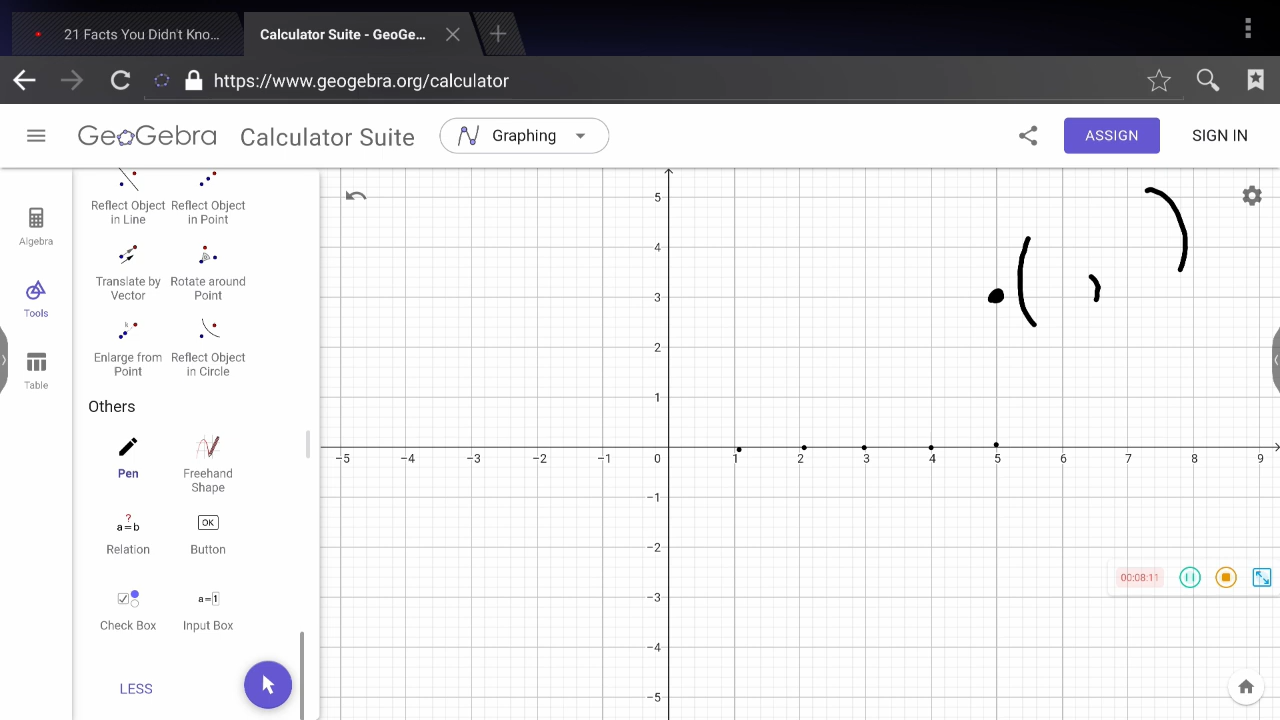 21 Facts You Didn't Kno...
Calculator Suite - GeoGe...
https://www.geogebra.org/calculator
GeoGebra
Calculator Suite
Graphing
ASSIGN
SIGN IN
Algebra
Tools
Table
Reflect Object in Line
Reflect Object in Point
Translate by Vector
Rotate around Point
Enlarge from Point
Reflect Object in Circle
Others
Pen
Freehand Shape
a=b
?
Relation
OK
Button
Check Box
a=1
Input Box
LESS
5
4
3
2
1
−5 −4 −3 −2 −1 0 1 2 3 4 5 6 7 8 9
−1
−2
−3
−4
−5
( , )
00:08:11